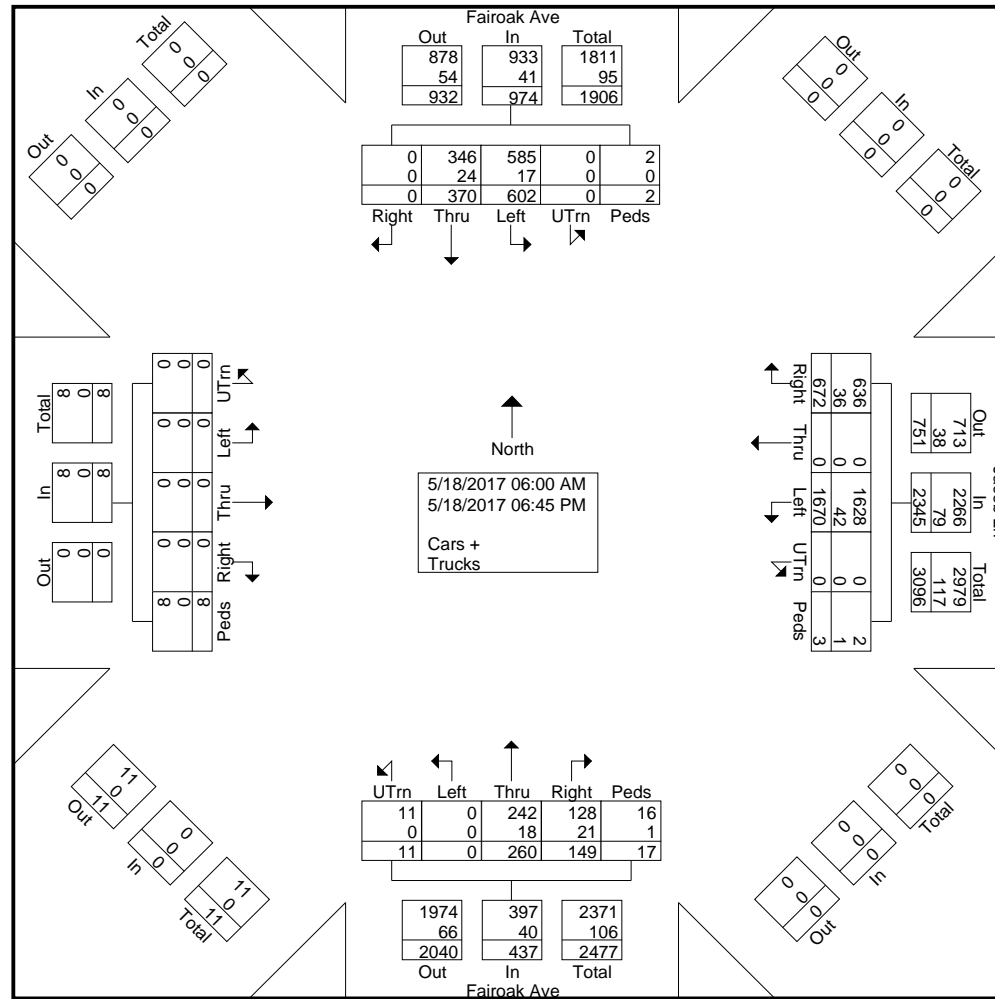 Fairoak Ave
Out In Total
878 933 1811
54 41 95
932 974 1906
0 346 585 0 2
0 24 17 0 0
0 370 602 0 2
Right Thru Left UTrn Peds
Total
0
0
0
In
0
0
0
Out
0
0
0
Out
0
0
0
In
0
0
0
Total
0
0
0
Total
8 0 8
In
8 0 8
Out
0 0 0
UTrn
0 0 0
Left
0 0 0
Thru
0 0 0
Right
0 0 0
Peds
8 0 8
North
5/18/2017 06:00 AM
5/18/2017 06:45 PM
Cars +
Trucks
Right Thru Left UTrn Peds
636 0 1628 0 2
36 0 42 0 1
672 0 1670 0 3
Out In Total
713 2266 2979
38 79 117
751 2345 3096
Out
11
0
11
In
0
0
0
Total
11
0
11
UTrn Left Thru Right Peds
11 0 242 128 16
0 0 18 21 1
11 0 260 149 17
1974 397 2371
66 40 106
2040 437 2477
Out In Total
Fairoak Ave
Total
0
0
0
In
0
0
0
Out
0
0
0